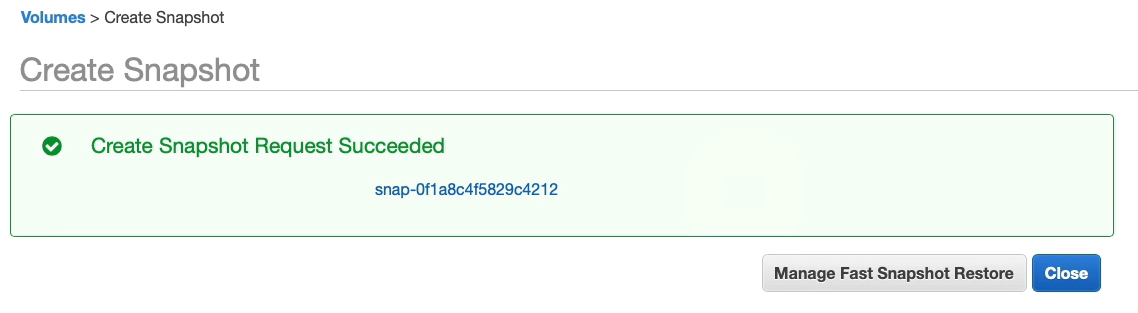 Volumes > Create Snapshot
Create Snapshot
Create Snapshot Request Succeeded
snap-0f1a8c4f5829c4212
Manage Fast Snapshot Restore Close